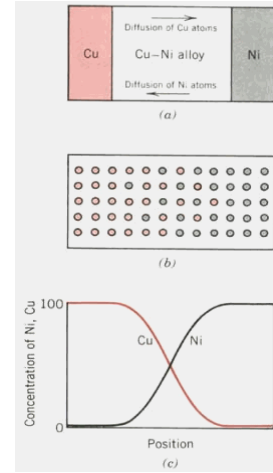 Diffusion of Cu atoms
Cu Cu–Ni alloy Ni
Diffusion of Ni atoms
(a)
(b)
100
Cu Ni
0
Concentration of Ni, Cu
Position
(c)